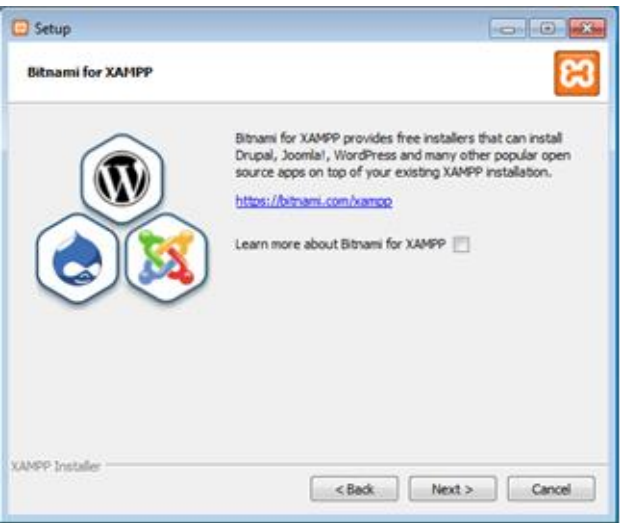 Setup
Bitnami for XAMPP
Bitnami for XAMPP provides free installers that can install
Drupal, Joomla!, WordPress and many other popular open
source apps on top of your existing XAMPP installation.
https://bitnami.com/xampp
Learn more about Bitnami for XAMPP
XAMPP Installer
< Back
Next >
Cancel